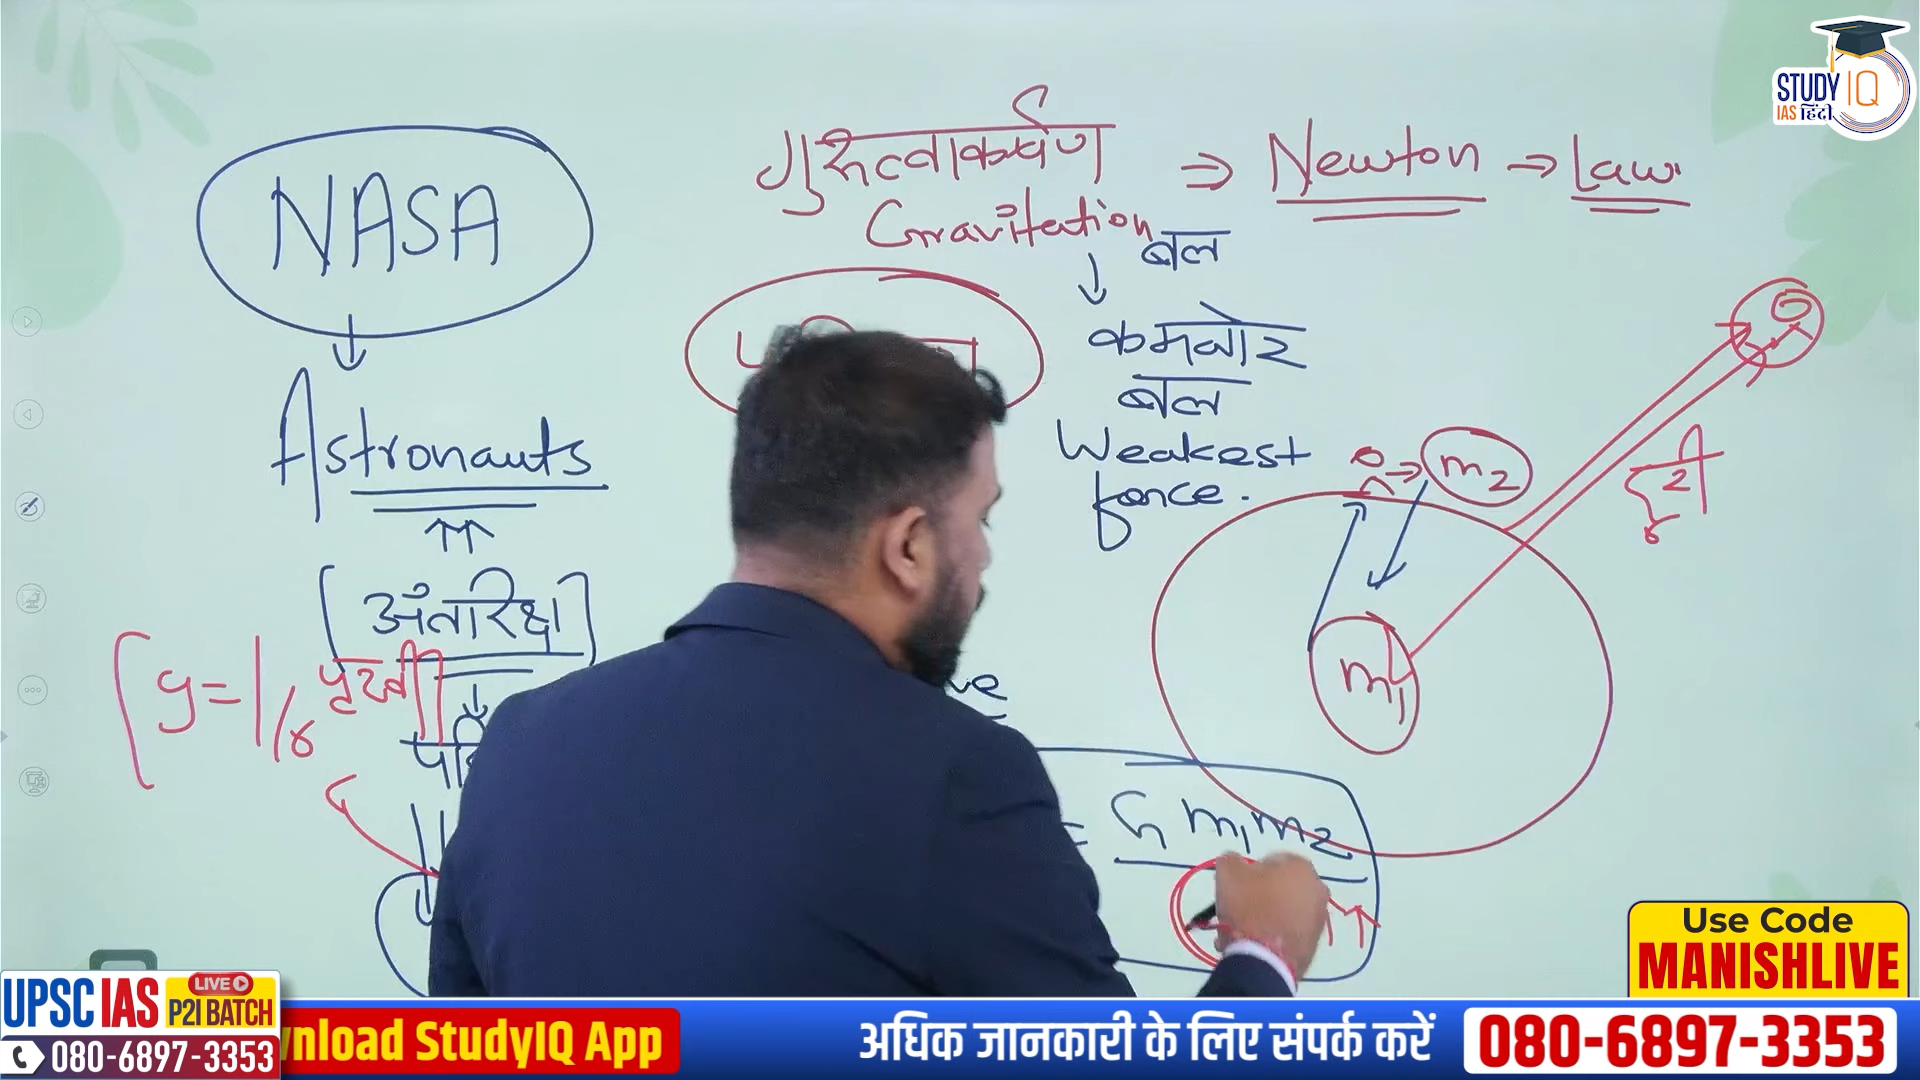 STUDY IQ
IAS हिंदी
गुरुत्वाकर्षण ⇒ Newton → Law
Gravitation
बल
NASA
कमजोर
बल
Weakest
force.
Astronauts
m2
r2
[अंतरिक्ष]
m1
[g = 1/6 पृथ्वी]
= G m1m2
Use Code
MANISHLIVE
UPSC IAS
LIVE
P2I BATCH
080-6897-3353
wnload StudyIQ App
अधिक जानकारी के लिए संपर्क करें
080-6897-3353